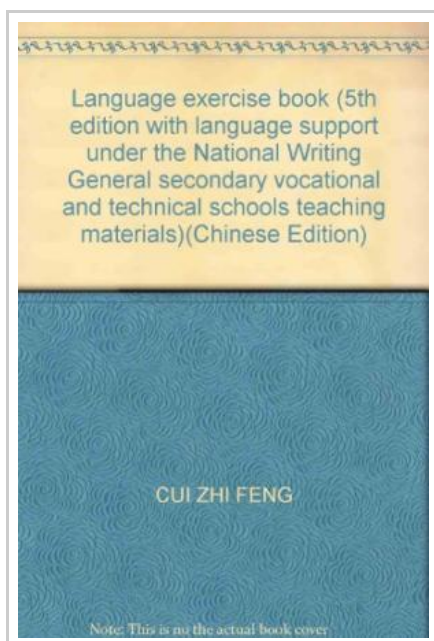 Language exercise book (5th
edition with language support
under the National Writing
General secondary vocational
and technical schools teaching
materials)(Chinese Edition)
CUI ZHI FENG
Note: This is no the actual book cover